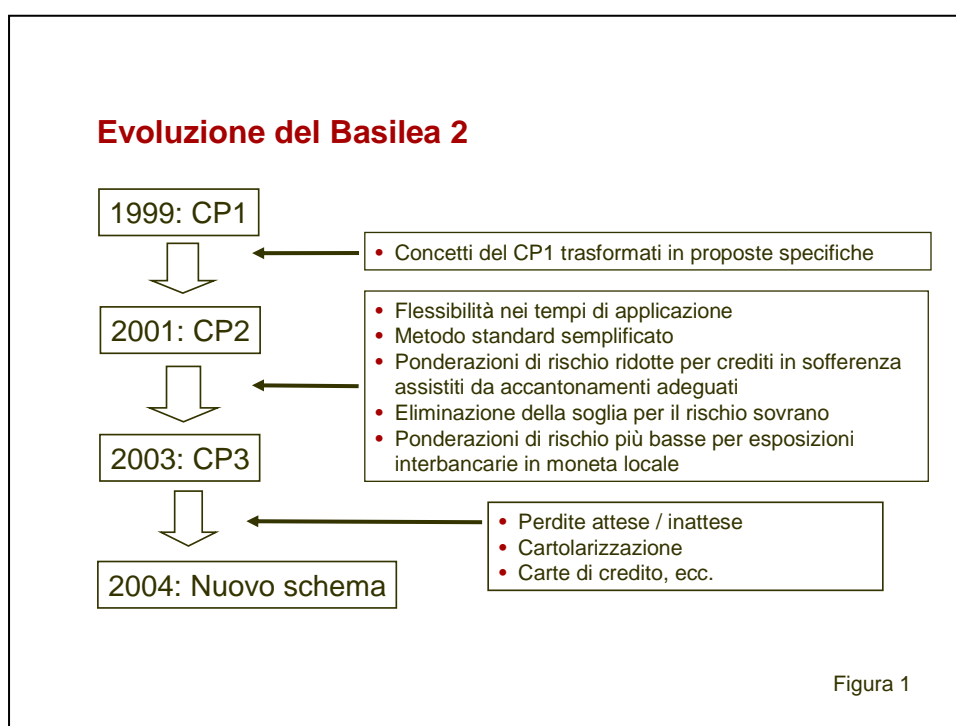 Evoluzione del Basilea 2
1999: CP1
• Concetti del CP1 trasformati in proposte specifiche
2001: CP2
• Flessibilità nei tempi di applicazione
• Metodo standard semplificato
• Ponderazioni di rischio ridotte per crediti in sofferenza
assistiti da accantonamenti adeguati
• Eliminazione della soglia per il rischio sovrano
• Ponderazioni di rischio più basse per esposizioni
interbancarie in moneta locale
2003: CP3
• Perdite attese / inattese
• Cartolarizzazione
• Carte di credito, ecc.
2004: Nuovo schema
Figura 1